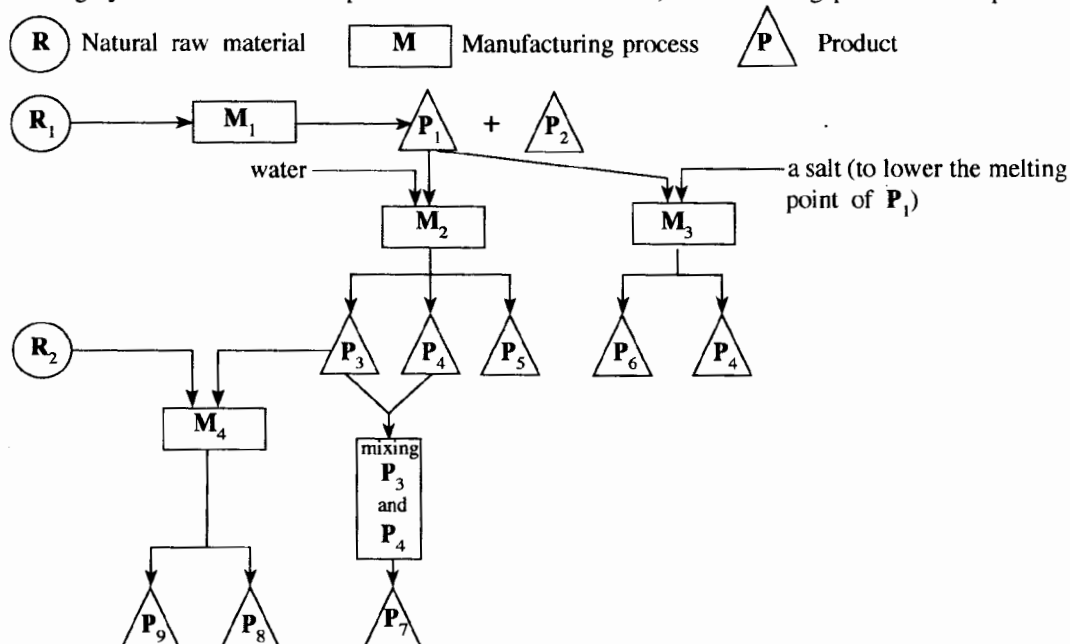 R Natural raw material M Manufacturing process P Product
R₁ M₁ P₁ + P₂
water a salt (to lower the melting
point of P₁)
M₂ M₃
R₂ P₃ P₄ P₅ P₆ P₄
M₄
mixing
P₃
and
P₄
P₉ P₈ P₇